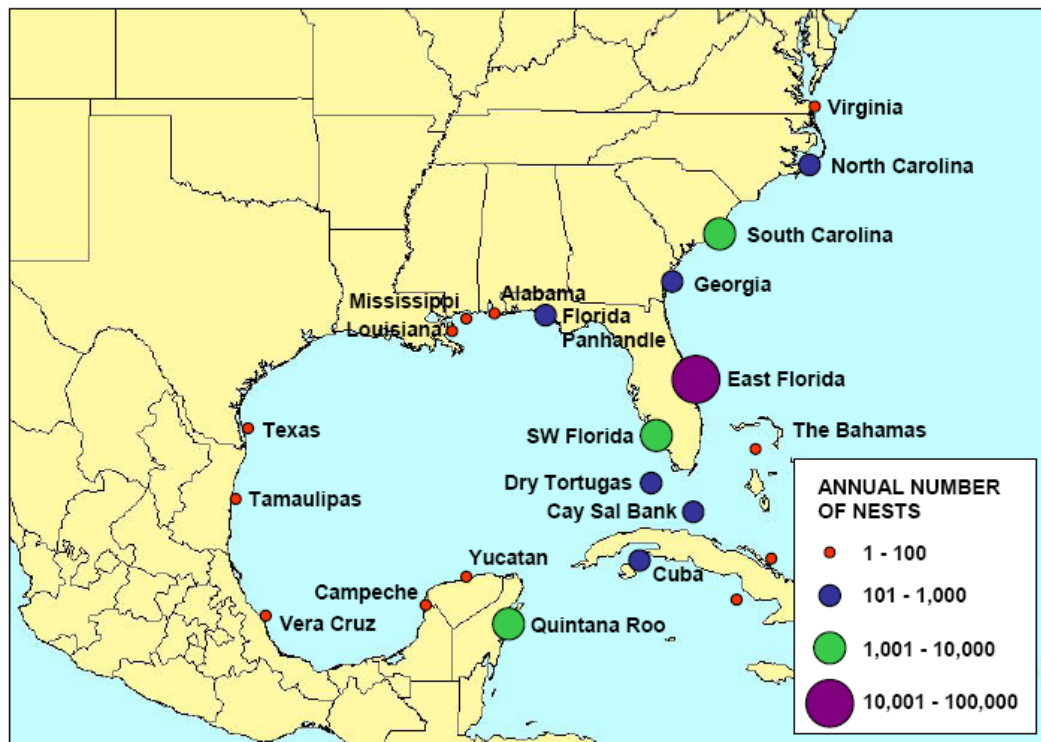 Virginia
North Carolina
South Carolina
Georgia
Mississippi
Alabama
Louisiana
Florida
Panhandle
East Florida
Texas
SW Florida
The Bahamas
Dry Tortugas
Tamaulipas
Cay Sal Bank
Yucatan
Cuba
Campeche
Vera Cruz
Quintana Roo
ANNUAL NUMBER
OF NESTS
1 - 100
101 - 1,000
1,001 - 10,000
10,001 - 100,000